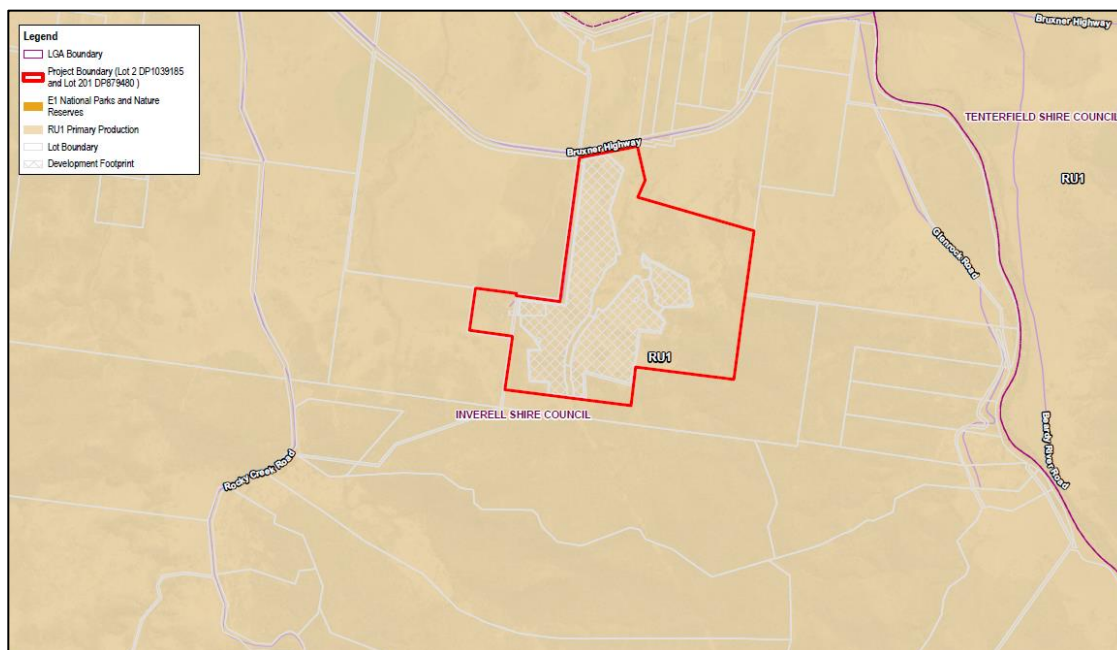 Legend
LGA Boundary
Project Boundary (Lot 2 DP1039185
and Lot 201 DP879480 )
E1 National Parks and Nature
Reserves
RU1 Primary Production
Lot Boundary
Development Footprint
Bruxner Highway
TENTERFIELD SHIRE COUNCIL
RU1
Bruxner Highway
Glenrock Road
RU1
INVERELL SHIRE COUNCIL
Rocky Creek Road
Beardy River Road